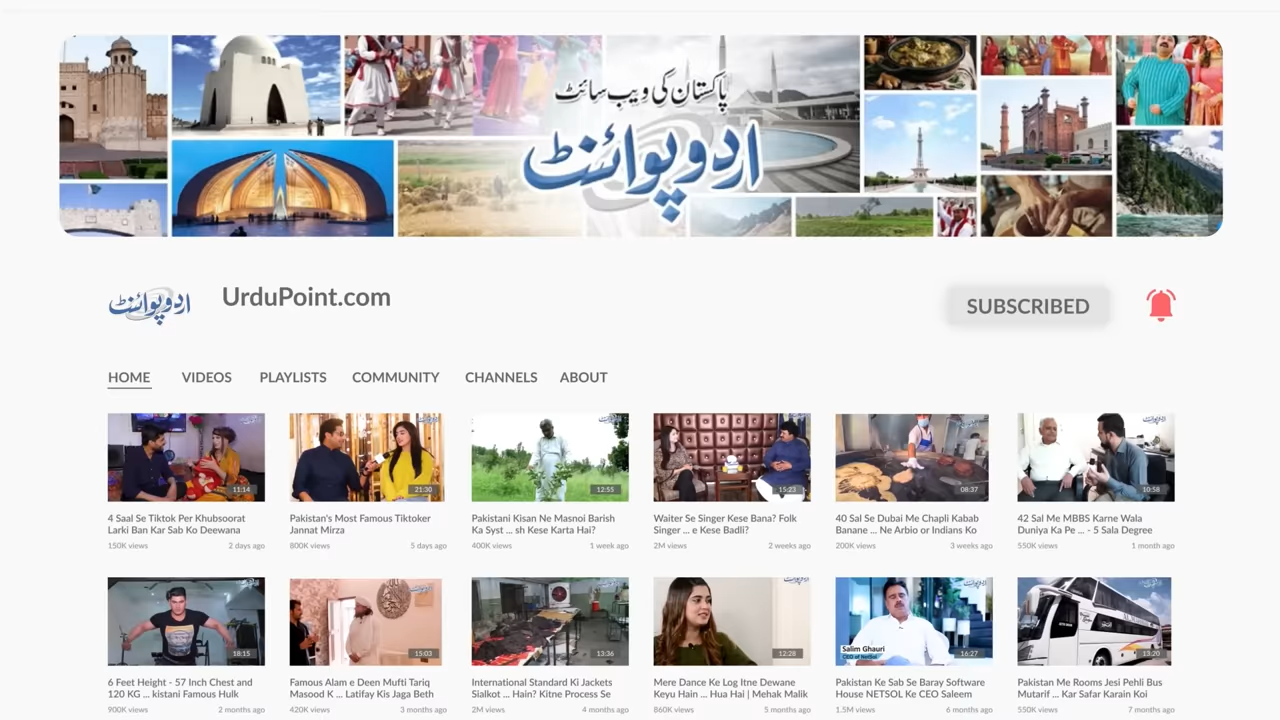 پاکستان کی ویب سائٹ
اردو پوائنٹ
اردو پوائنٹ
UrduPoint.com
SUBSCRIBED
HOME VIDEOS PLAYLISTS COMMUNITY CHANNELS ABOUT
11:14
21:30
12:55
15:23
08:37
10:58
4 Saal Se Tiktok Per Khubsoorat
Larki Ban Kar Sab Ko Deewana
150K views 2 days ago
Pakistan's Most Famous Tiktoker
Jannat Mirza
800K views 5 days ago
Pakistani Kisan Ne Masnoi Barish
Ka Syst ... sh Kese Karta Hai?
400K views 1 week ago
Waiter Se Singer Kese Bana? Folk
Singer ... e Kese Badli?
2M views 2 weeks ago
40 Sal Se Dubai Me Chapli Kabab
Banane ... Ne Arbio or Indians Ko
200K views 3 weeks ago
42 Sal Me MBBS Karne Wala
Duniya Ka Pe ... - 5 Sala Degree
550K views 1 month ago
18:15
15:03
13:36
12:28
Salim Ghauri
CEO of NetSol
16:27
13:20
6 Feet Height - 57 Inch Chest and
120 KG ... kistani Famous Hulk
900K views 2 months ago
Famous Alam e Deen Mufti Tariq
Masood K ... Latifay Kis Jaga Beth
420K views 3 months ago
International Standard Ki Jackets
Sialkot ... Hain? Kitne Process Se
2M views 4 months ago
Mere Dance Ke Log Itne Dewane
Keyu Hain ... Hua Hai | Mehak Malik
860K views 5 months ago
Pakistan Ke Sab Se Baray Software
House NETSOL Ke CEO Saleem
1.5M views 6 months ago
Pakistan Me Rooms Jesi Pehli Bus
Mutarif ... Kar Safar Karain Koi
550K views 7 months ago